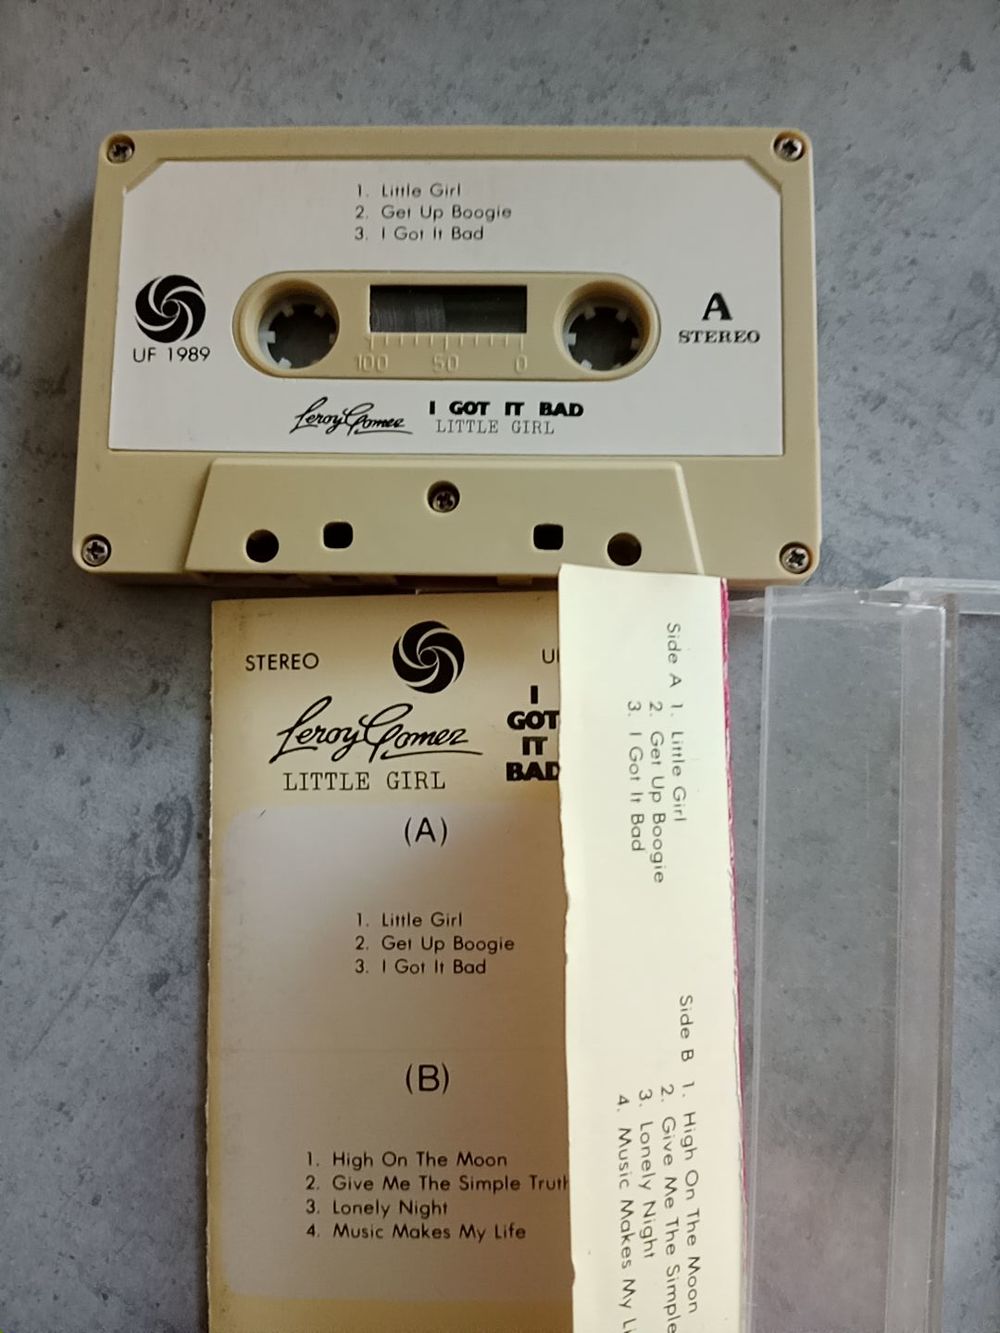 1. Little Girl
2. Get Up Boogie
3. I Got It Bad
UF 1989
A
STEREO
100 50 0
Leroy Gomez
I GOT IT BAD
LITTLE GIRL
STEREO
Leroy Gomez
LITTLE GIRL
I
GOT
IT
BAD
(A)
1. Little Girl
2. Get Up Boogie
3. I Got It Bad
(B)
1. High On The Moon
2. Give Me The Simple Truth
3. Lonely Night
4. Music Makes My Life
Side A 1. Little Girl
2. Get Up Boogie
3. I Got It Bad
Side B 1. High On The Moon
2. Give Me The Simple
3. Lonely Night
4. Music Makes My